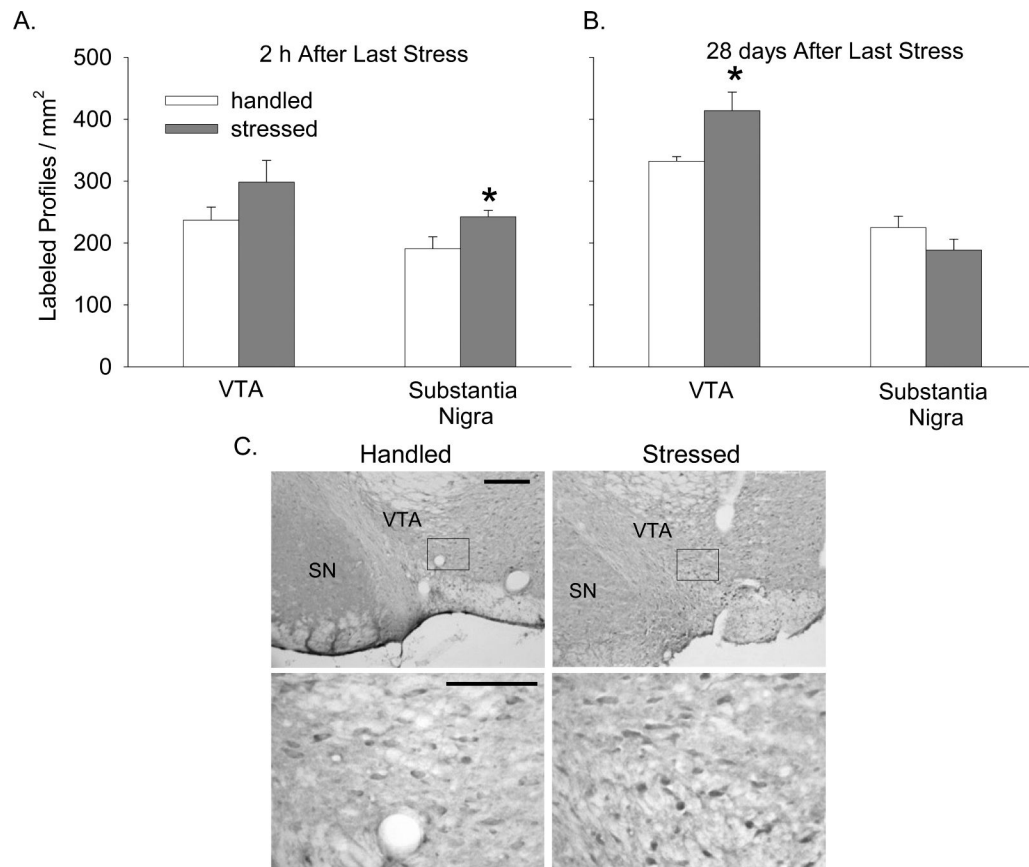 A.
2 h After Last Stress
500
400
300
200
100
0
Labeled Profiles / mm²
handled
stressed
*
VTA
Substantia
Nigra
B.
28 days After Last Stress
*
VTA
Substantia
Nigra
C.
Handled
Stressed
VTA
SN
VTA
SN